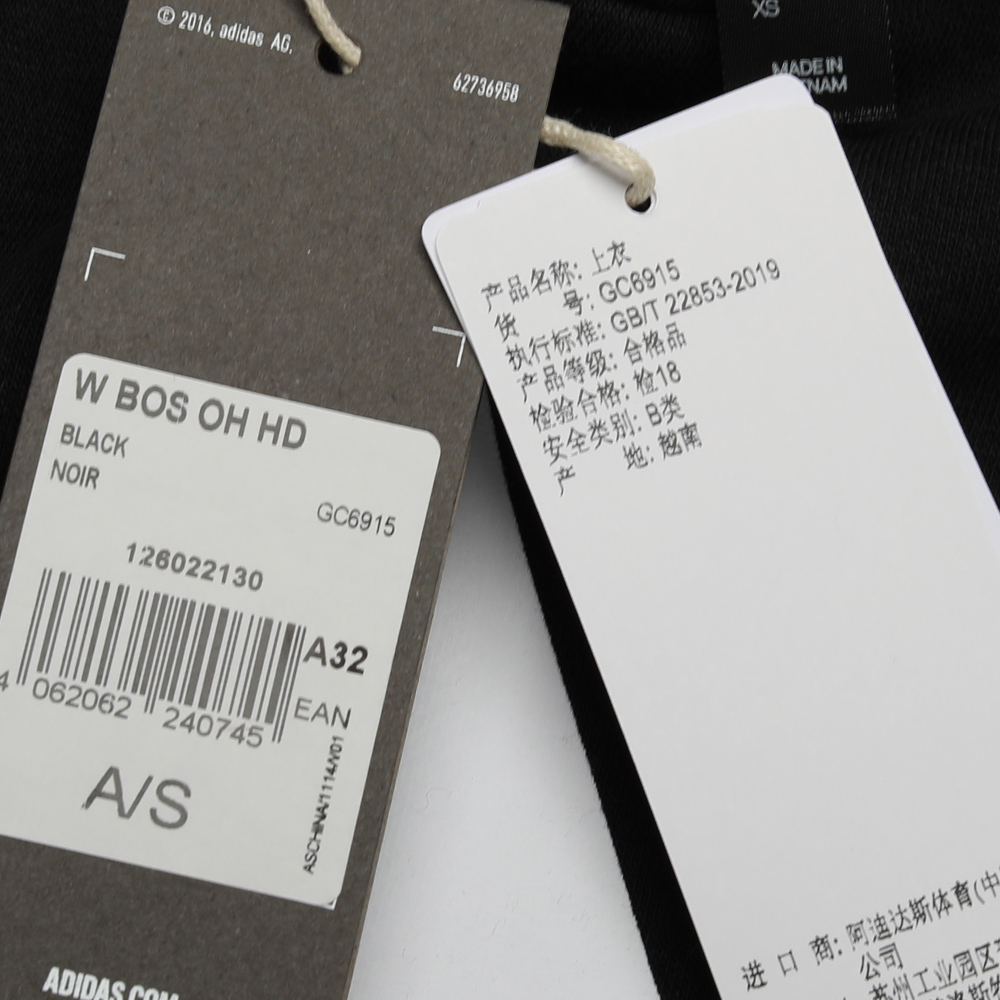 © 2016, adidas AG.
62736958
W BOS OH HD
BLACK
NOIR
GC6915
126022130
A32
4 062062 240745
EAN
ASCHINA/1114/V01
A/S
ADIDAS.COM
XS
MADE IN
NAM
产品名称: 上衣
货 号: GC6915
执行标准: GB/T 22853-2019
产品等级: 合格品
检验合格: 检18
安全类别: B类
产 地: 越南
进 口 商: 阿迪达斯体育(中
公司
苏州工业园区